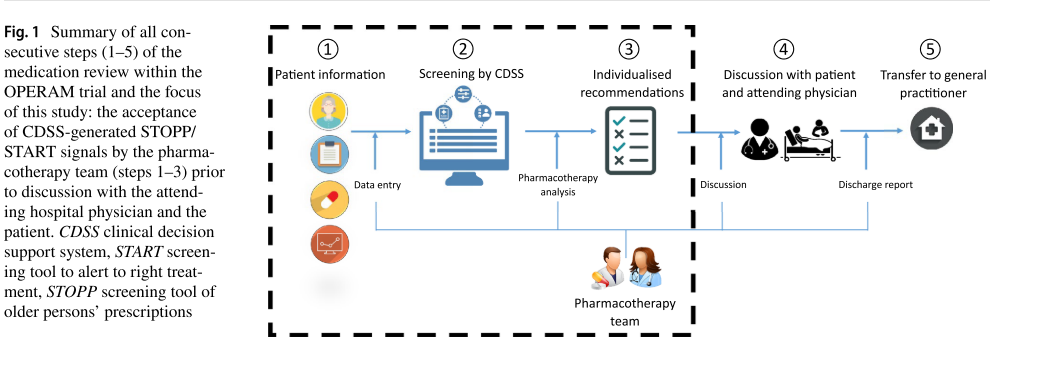 Fig. 1 Summary of all con-
secutive steps (1–5) of the
medication review within the
OPERAM trial and the focus
of this study: the acceptance
of CDSS-generated STOPP/
START signals by the pharma-
cotherapy team (steps 1–3) prior
to discussion with the attend-
ing hospital physician and the
patient. CDSS clinical decision
support system, START screen-
ing tool to alert to right treat-
ment, STOPP screening tool of
older persons’ prescriptions
①
Patient information
②
Screening by CDSS
③
Individualised
recommendations
④
Discussion with patient
and attending physician
⑤
Transfer to general
practitioner
Data entry
Pharmacotherapy
analysis
Discussion
Discharge report
Pharmacotherapy
team